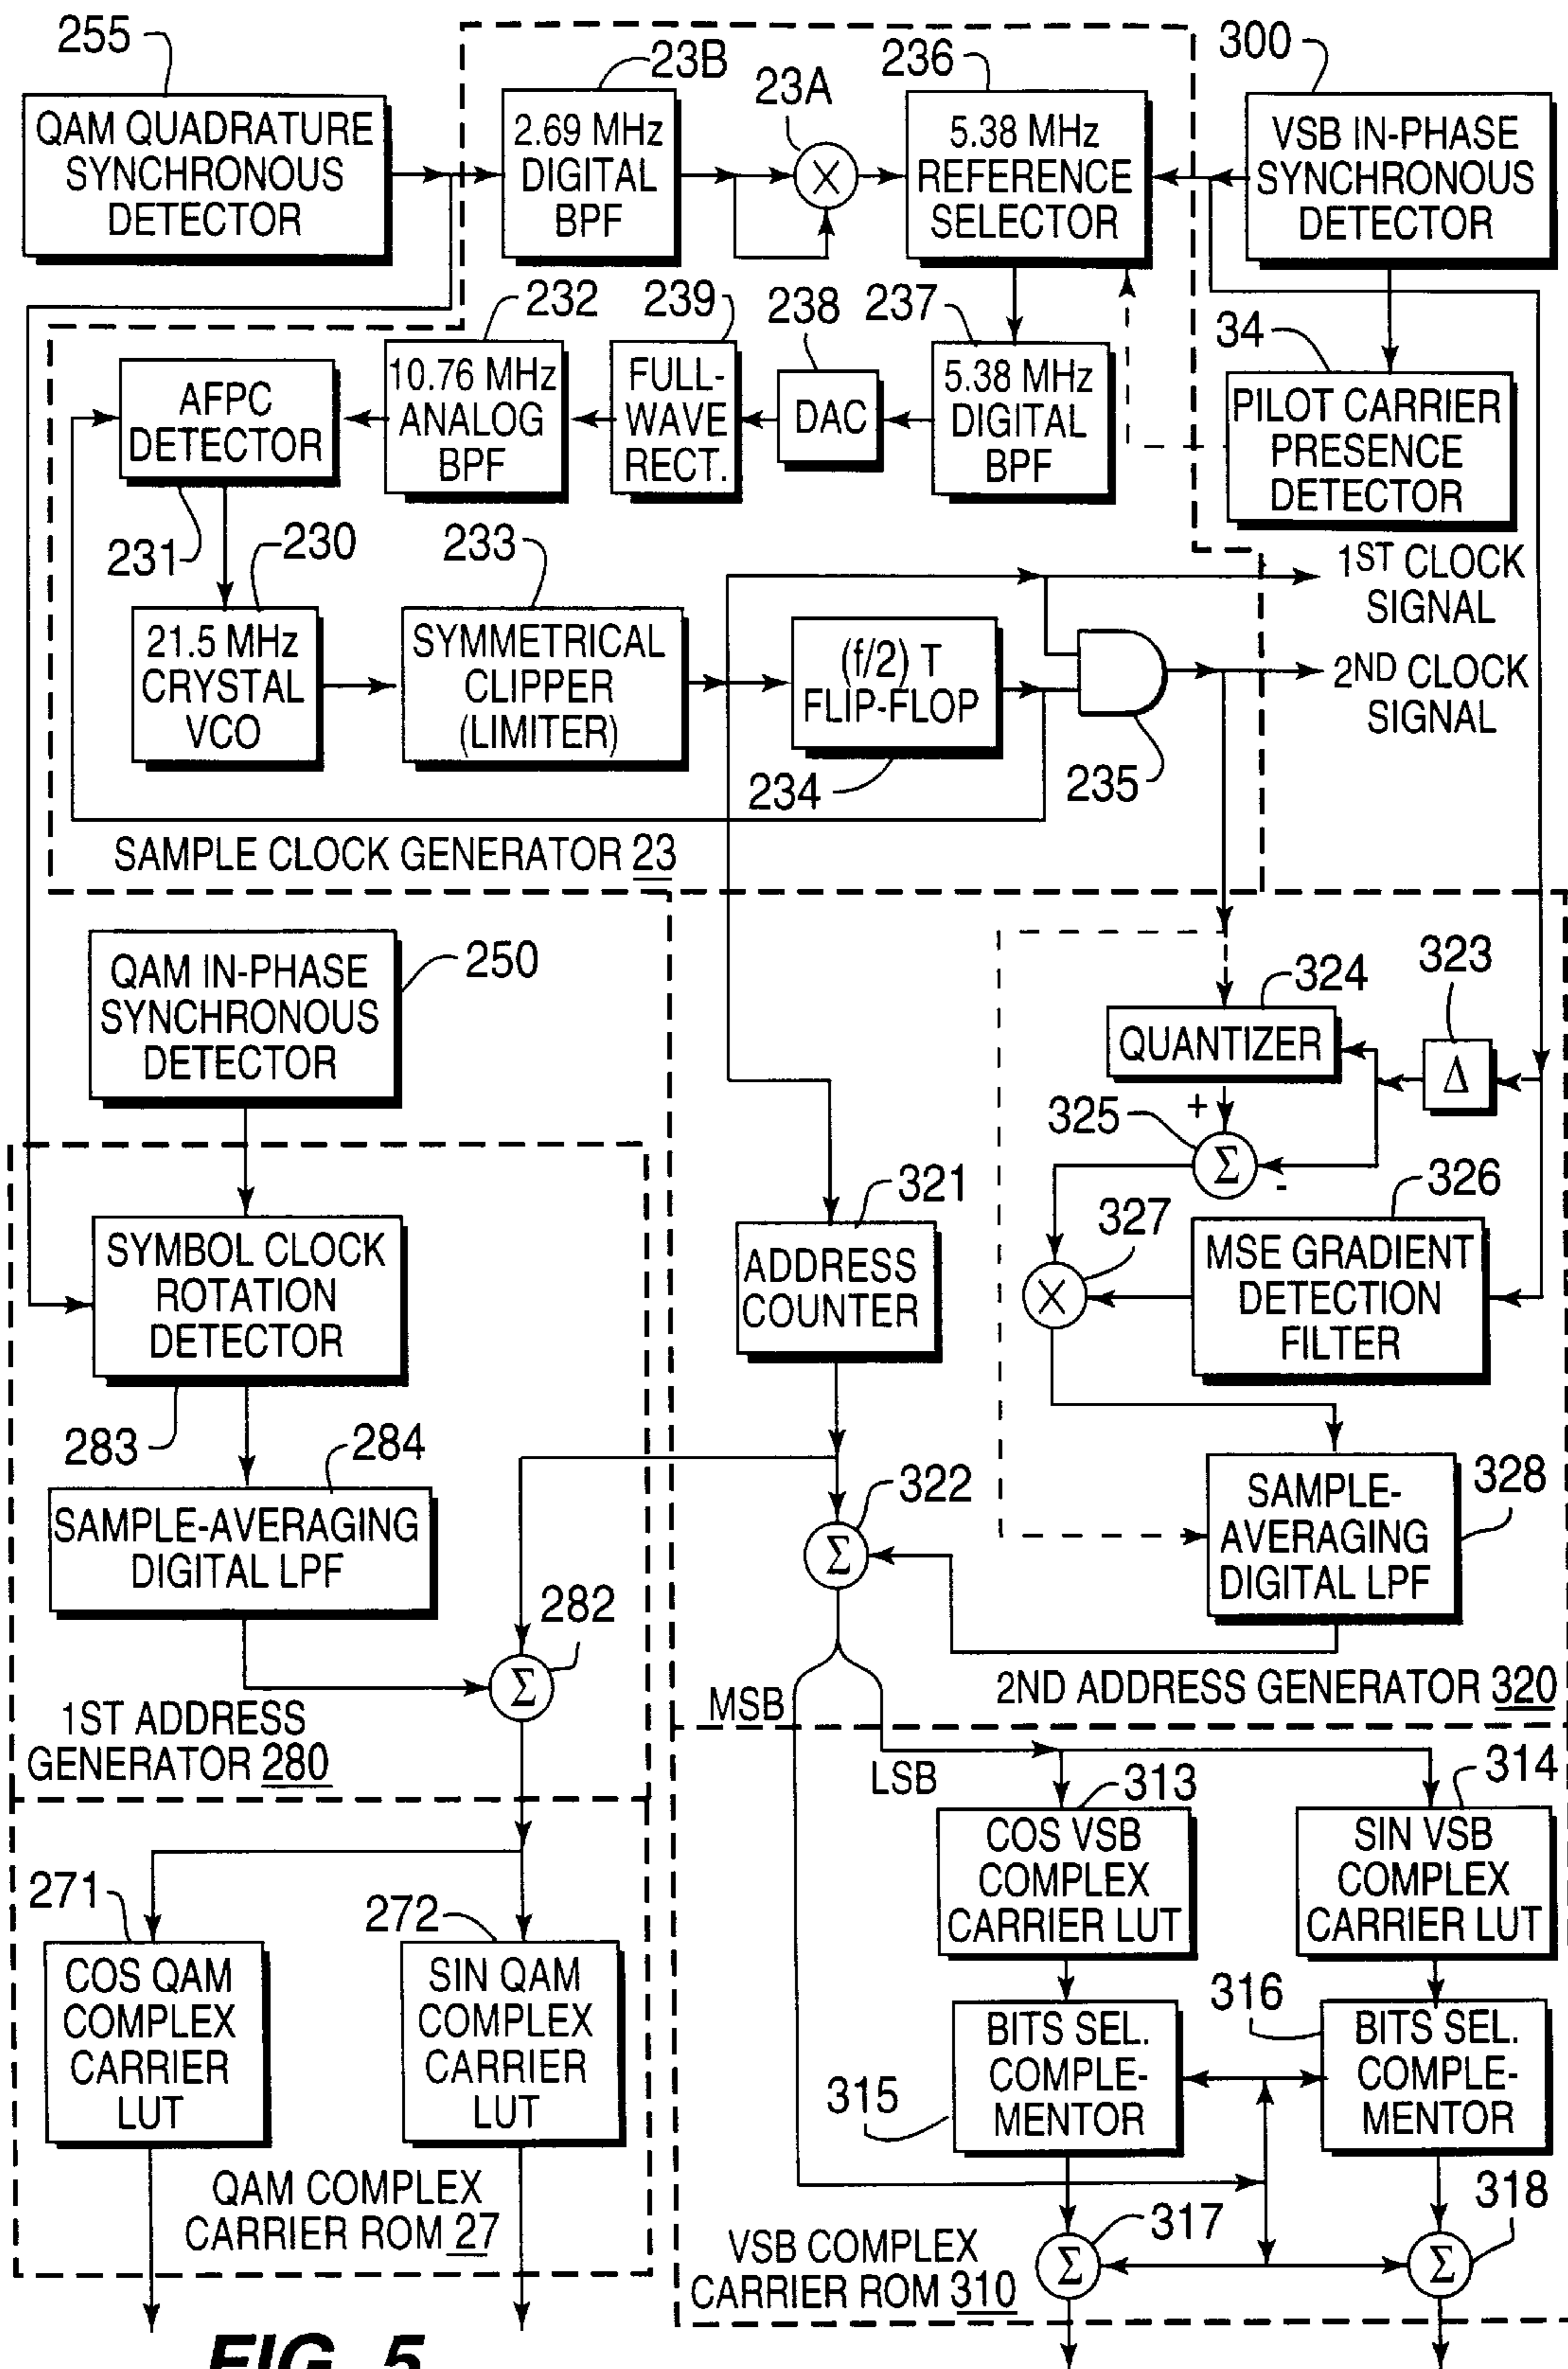 255
23B
23A
236
300
QAM QUADRATURE
SYNCHRONOUS
DETECTOR
2.69 MHz
DIGITAL
BPF
X
5.38 MHz
REFERENCE
SELECTOR
VSB IN-PHASE
SYNCHRONOUS
DETECTOR
232
239
238
237
34
AFPC
DETECTOR
10.76 MHz
ANALOG
BPF
FULL-
WAVE
RECT.
DAC
5.38 MHz
DIGITAL
BPF
PILOT CARRIER
PRESENCE
DETECTOR
231
230
233
1ST CLOCK
SIGNAL
21.5 MHz
CRYSTAL
VCO
SYMMETRICAL
CLIPPER
(LIMITER)
(f/2) T
FLIP-FLOP
2ND CLOCK
SIGNAL
234
235
SAMPLE CLOCK GENERATOR 23
QAM IN-PHASE
SYNCHRONOUS
DETECTOR
250
324
323
QUANTIZER
Δ
+
325
Σ
-
321
327
326
SYMBOL CLOCK
ROTATION
DETECTOR
ADDRESS
COUNTER
X
MSE GRADIENT
DETECTION
FILTER
283
284
322
328
SAMPLE-AVERAGING
DIGITAL LPF
Σ
SAMPLE-
AVERAGING
DIGITAL LPF
282
Σ
1ST ADDRESS
GENERATOR 280
MSB
2ND ADDRESS GENERATOR 320
LSB
313
314
COS VSB
COMPLEX
CARRIER LUT
SIN VSB
COMPLEX
CARRIER LUT
271
272
COS QAM
COMPLEX
CARRIER
LUT
SIN QAM
COMPLEX
CARRIER
LUT
316
315
BITS SEL.
COMPLE-
MENTOR
BITS SEL.
COMPLE-
MENTOR
QAM COMPLEX
CARRIER ROM 27
317
318
Σ
Σ
VSB COMPLEX
CARRIER ROM 310
FIG. 5